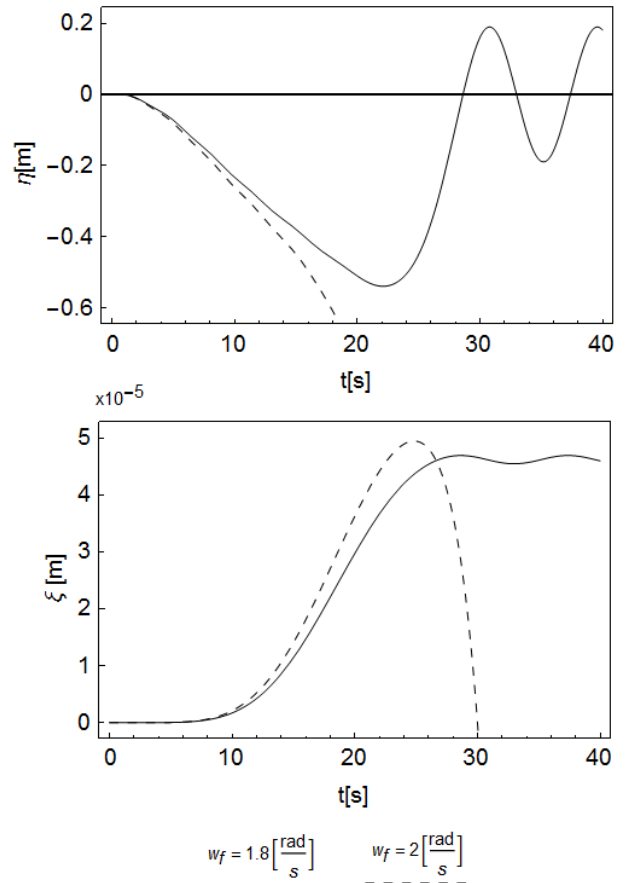 0.2
0
−0.2
−0.4
−0.6
η[m]
0 10 20 30 40
t[s]
x10⁻⁵
5
4
3
2
1
0
ξ [m]
0 10 20 30 40
t[s]
w_f = 1.8 [rad/s] w_f = 2 [rad/s]